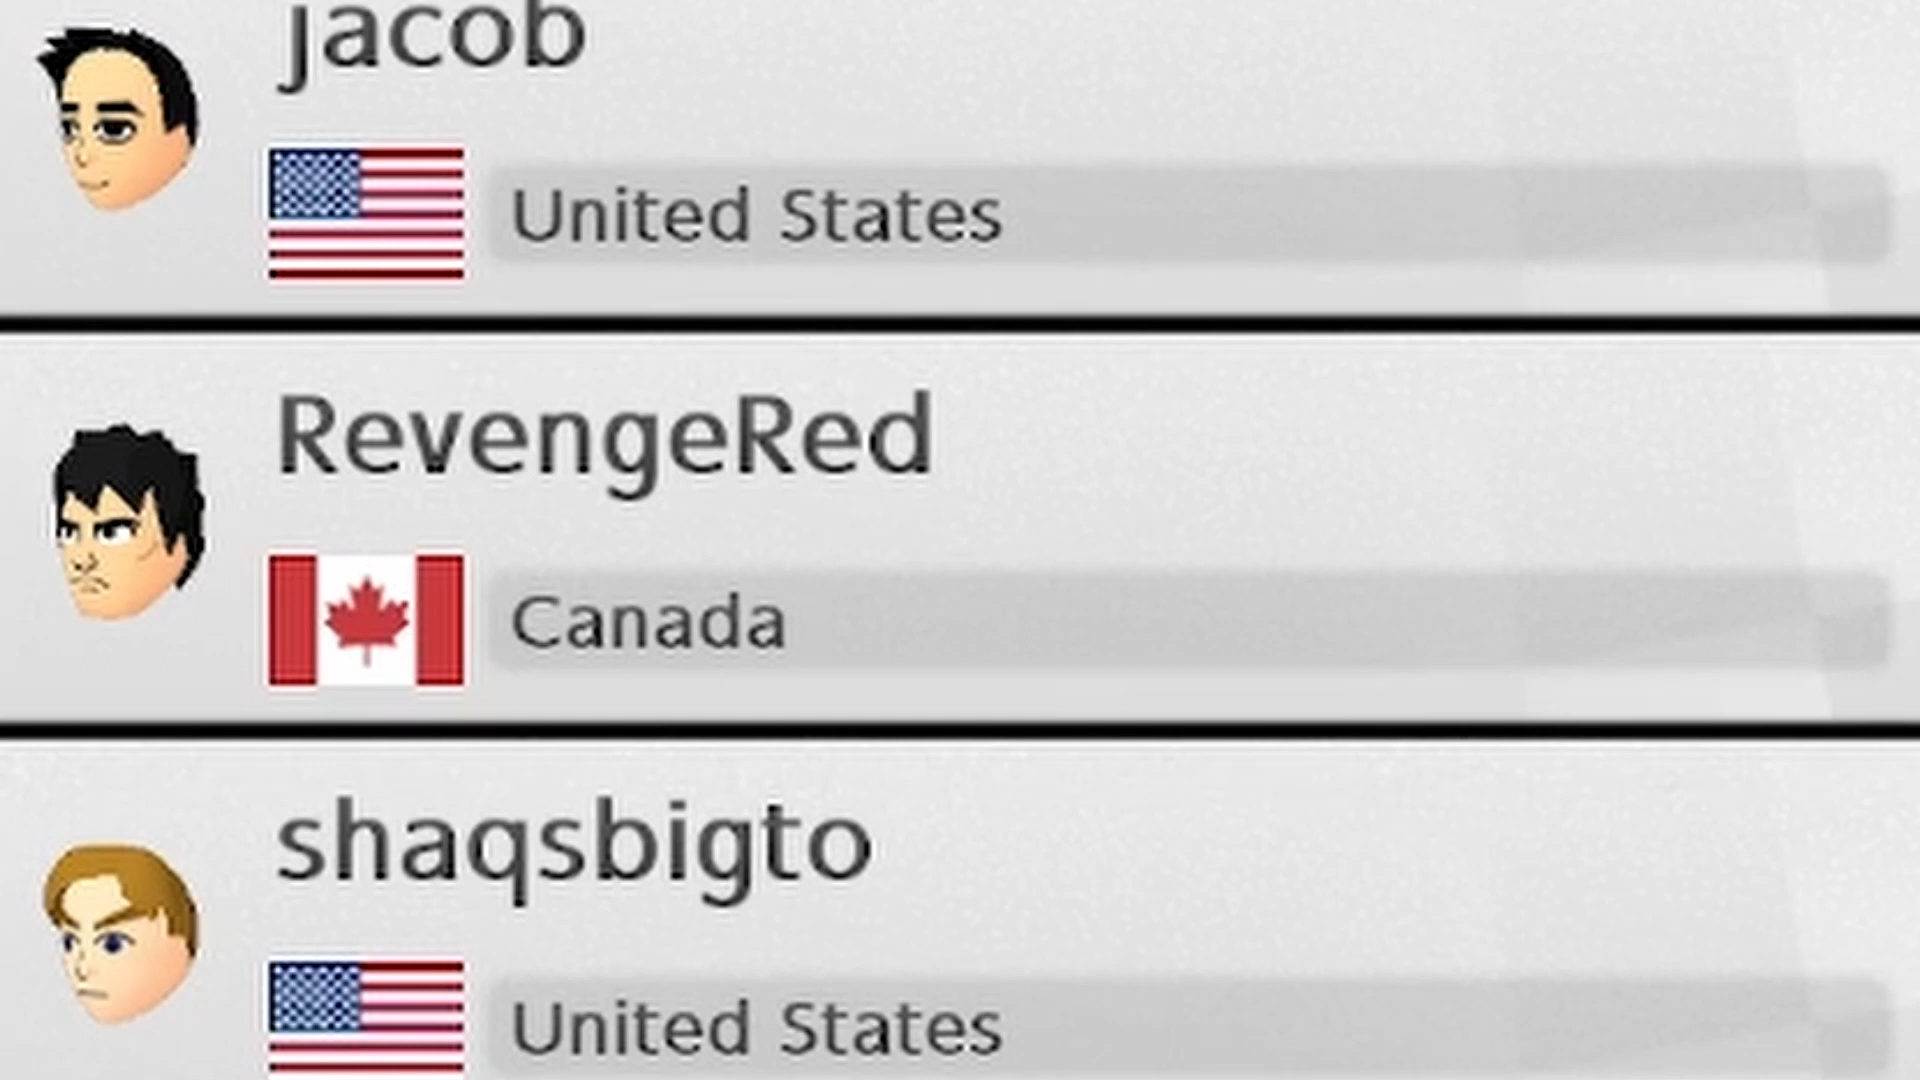 jacob
United States
RevengeRed
Canada
shaqsbigto
United States